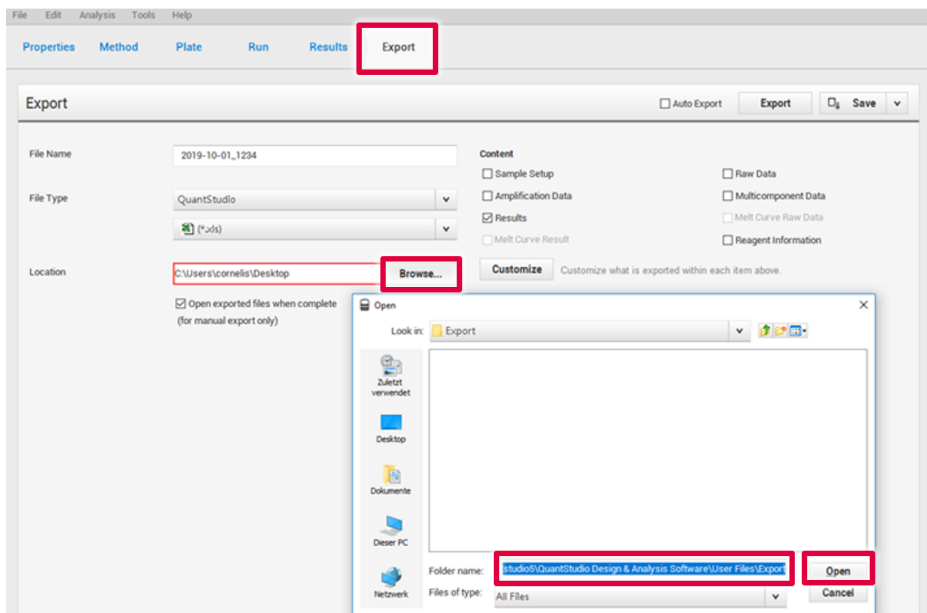 File Edit Analysis Tools Help
Properties Method Plate Run Results Export
Export
Auto Export Export Save
File Name 2019-10-01_1234
File Type QuantStudio
(*.xls)
Location C:\Users\cornelis\Desktop Browse...
Open exported files when complete
(for manual export only)
Content
Sample Setup Raw Data
Amplification Data Multicomponent Data
Results Melt Curve Raw Data
Melt Curve Result Reagent Information
Customize Customize what is exported within each item above.
Open
Look in: Export
Zuletzt
verwendet
Desktop
Dokumente
Dieser PC
Netzwerk
Folder name: studio5\QuantStudio Design & Analysis Software\User Files\Export Open
Files of type: All Files Cancel